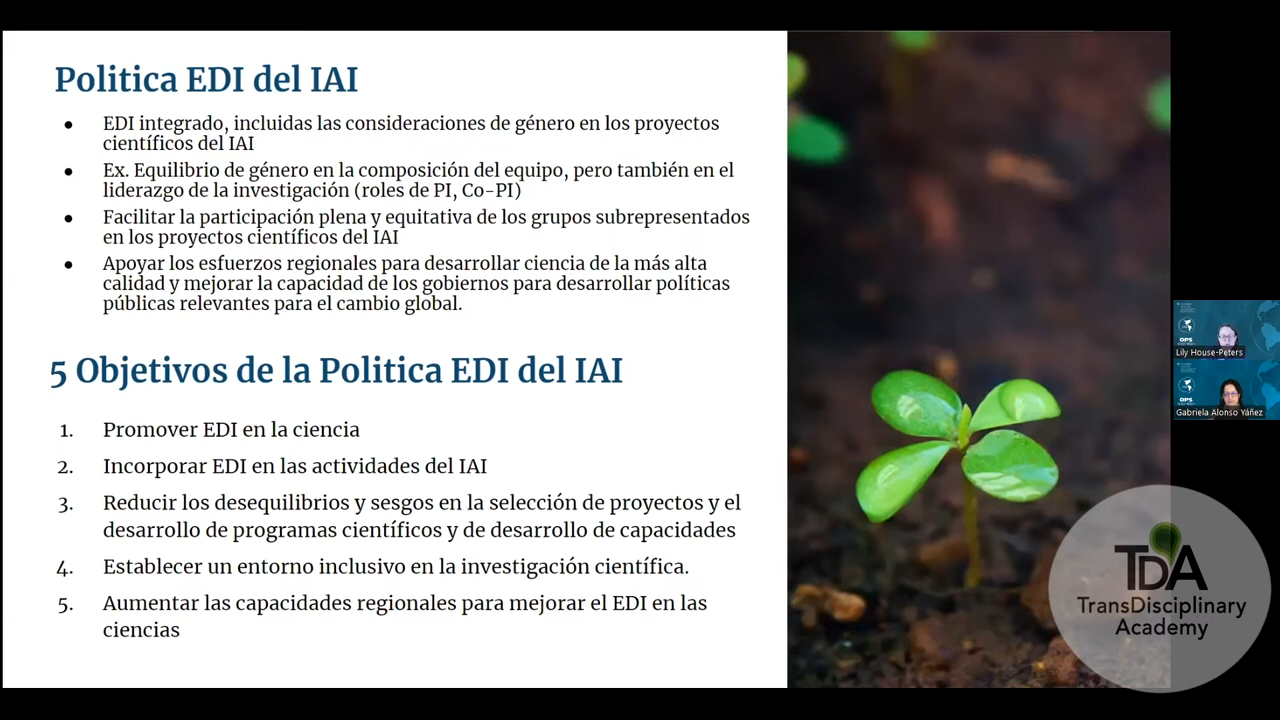 Politica EDI del IAI
● EDI integrado, incluidas las consideraciones de género en los proyectos
científicos del IAI
● Ex. Equilibrio de género en la composición del equipo, pero también en el
liderazgo de la investigación (roles de PI, Co-PI)
● Facilitar la participación plena y equitativa de los grupos subrepresentados
en los proyectos científicos del IAI
● Apoyar los esfuerzos regionales para desarrollar ciencia de la más alta
calidad y mejorar la capacidad de los gobiernos para desarrollar políticas
públicas relevantes para el cambio global.
5 Objetivos de la Politica EDI del IAI
1. Promover EDI en la ciencia
2. Incorporar EDI en las actividades del IAI
3. Reducir los desequilibrios y sesgos en la selección de proyectos y el
desarrollo de programas científicos y de desarrollo de capacidades
4. Establecer un entorno inclusivo en la investigación científica.
5. Aumentar las capacidades regionales para mejorar el EDI en las
ciencias
OPS
Lily House-Peters
OPS
Gabriela Alonso Yáñez
TDA
TransDisciplinary
Academy